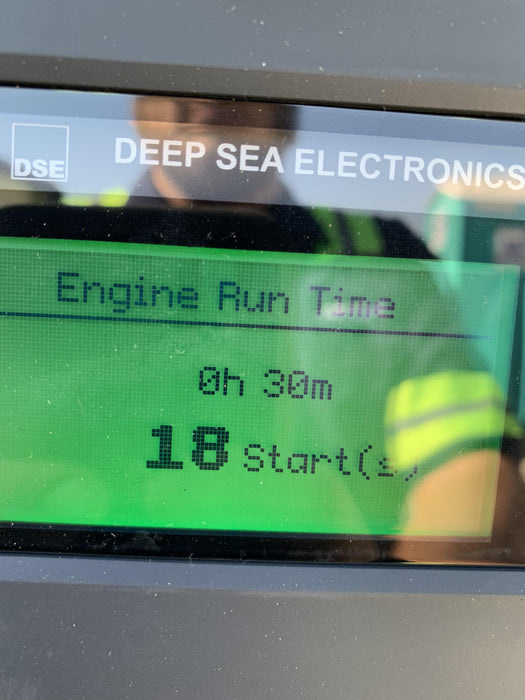 DSE
DEEP SEA ELECTRONICS
Engine Run Time
0h 30m
18 Start(s)